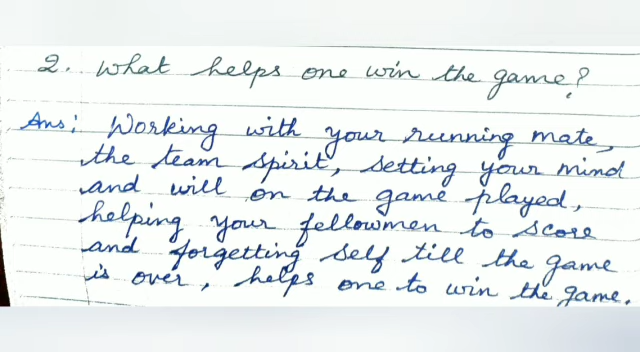 2. What helps one win the game?
Ans: Working with your running mate,
the team spirit, setting your mind
and will on the game played,
helping your fellowmen to score
and forgetting self till the game
is over, helps one to win the game.